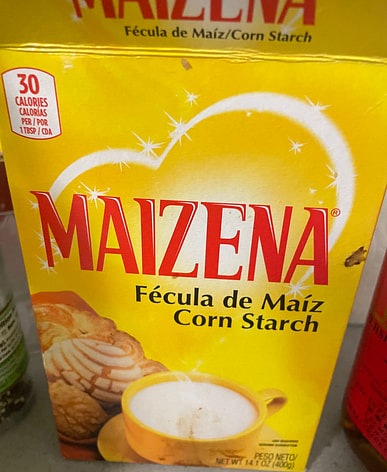 MAIZENA
Fécula de Maíz/Corn Starch
30
CALORIES
CALORÍAS
PER / POR
1 TBSP / CDA
MAIZENA®
Fécula de Maíz
Corn Starch
PESO NETO/
NET WT 14.1 OZ (400g)